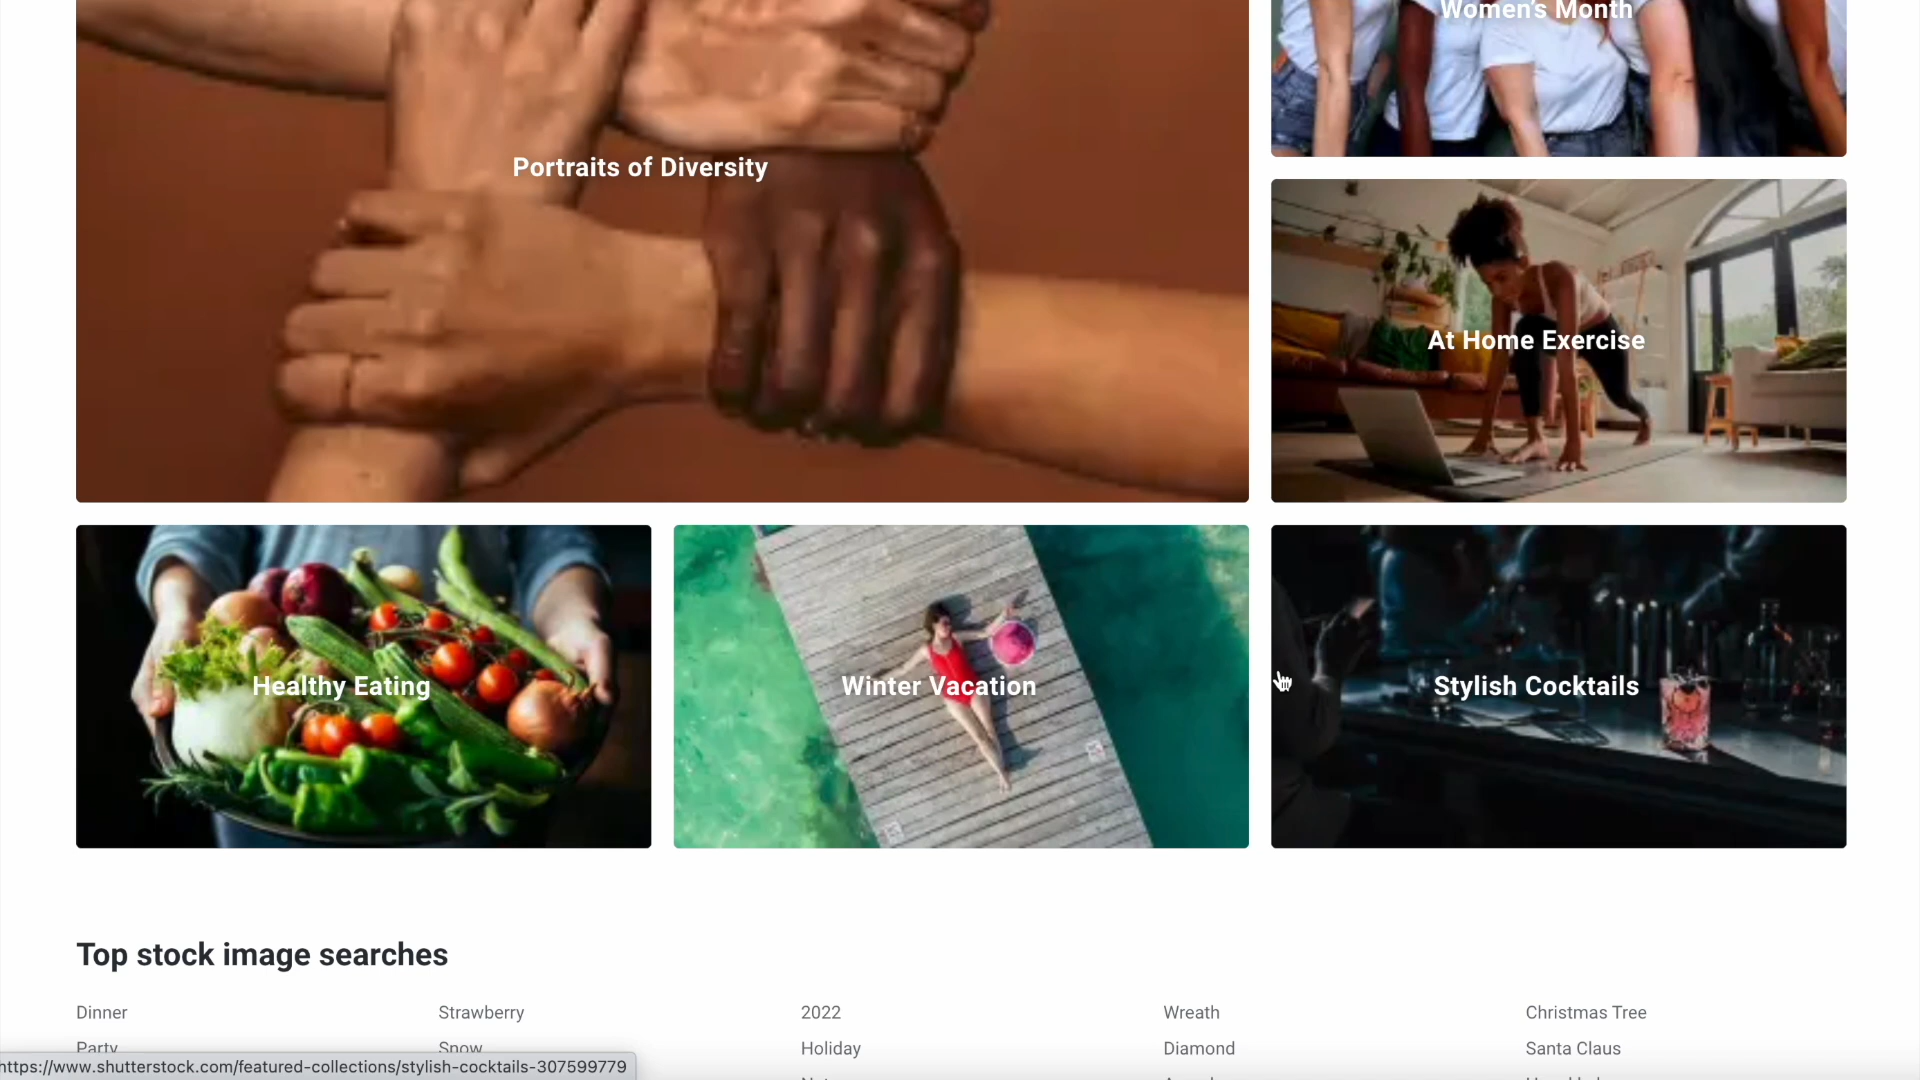 Women's Month
Portraits of Diversity
At Home Exercise
Healthy Eating
Winter Vacation
Stylish Cocktails
Top stock image searches
Dinner
Strawberry
2022
Wreath
Christmas Tree
Party
Snow
Holiday
Diamond
Santa Claus
https://www.shutterstock.com/featured-collections/stylish-cocktails-307599779